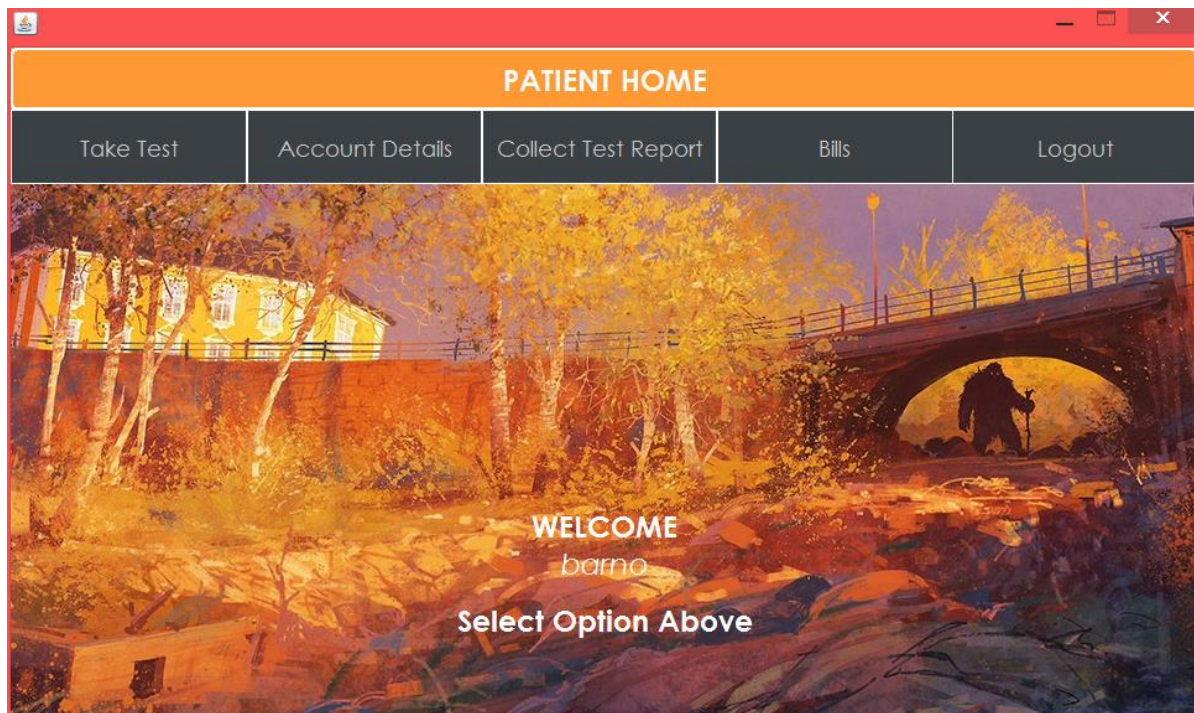 PATIENT HOME
Take Test
Account Details
Collect Test Report
Bills
Logout
WELCOME
barno
Select Option Above